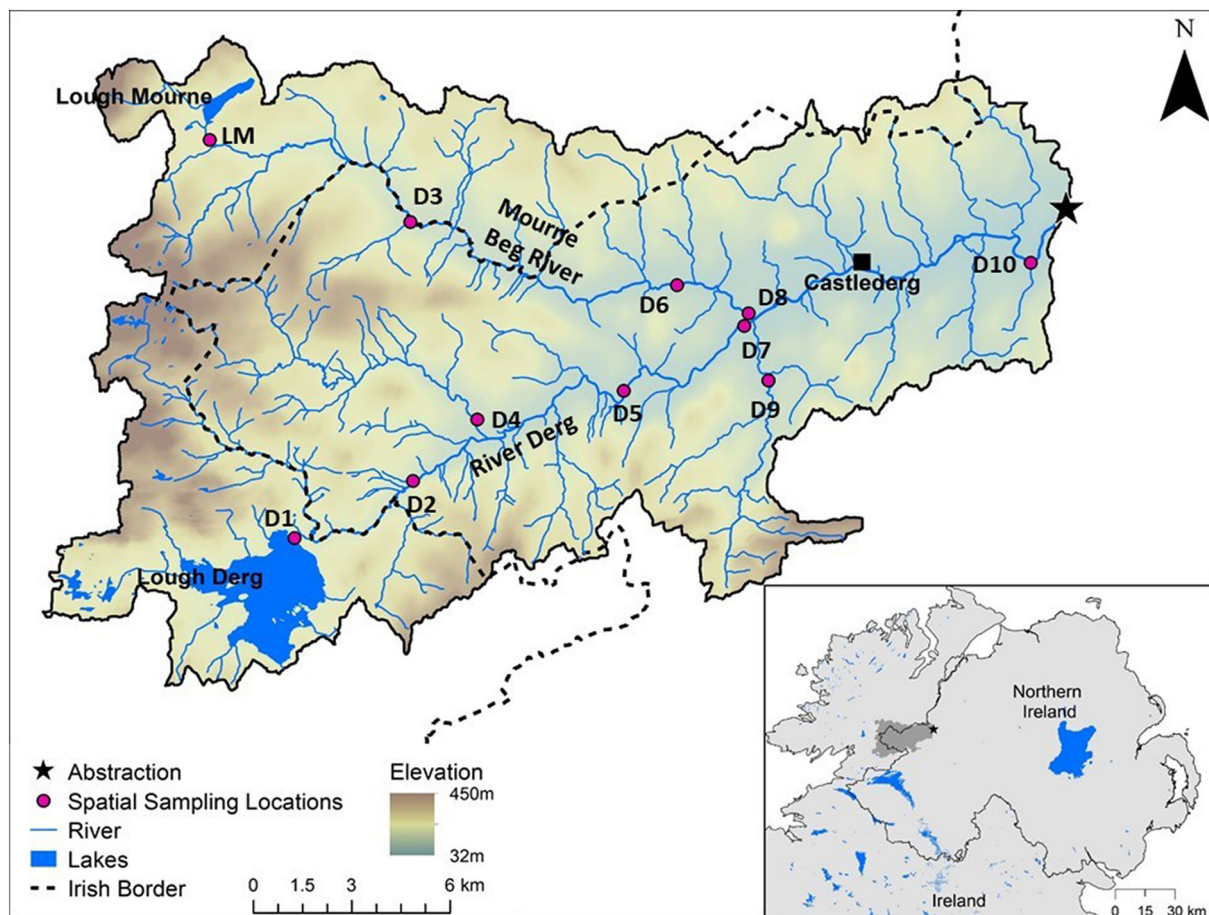 N
Lough Mourne
LM
D3
Mourne
Beg River
D6
D8
D7
Castlederg
D10
D9
D5
D4
River Derg
D2
D1
Lough Derg
Abstraction
Spatial Sampling Locations
River
Lakes
Irish Border
Elevation
450m
32m
0 1.5 3 6 km
Northern
Ireland
Ireland
0 15 30 km